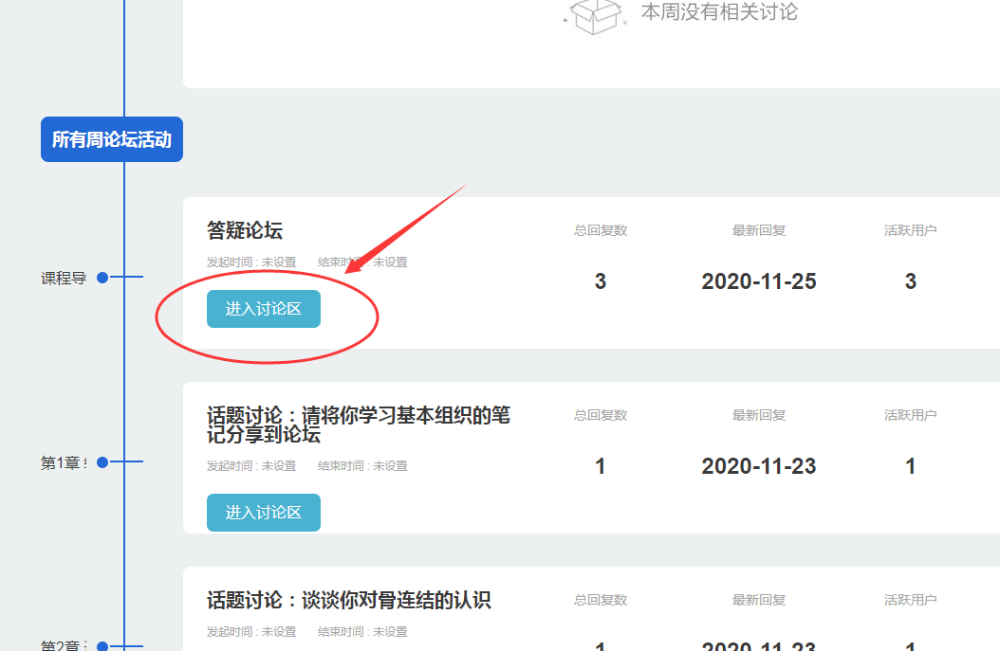 本周没有相关讨论
所有周论坛活动
课程导
答疑论坛
发起时间 : 未设置 结束时间 : 未设置
进入讨论区
总回复数 最新回复 活跃用户
3 2020-11-25 3
第1章
话题讨论：请将你学习基本组织的笔
记分享到论坛
发起时间 : 未设置 结束时间 : 未设置
进入讨论区
总回复数 最新回复 活跃用户
1 2020-11-23 1
第2章
话题讨论：谈谈你对骨连结的认识
发起时间 : 未设置 结束时间 : 未设置
总回复数 最新回复 活跃用户
1 2020-11-23 1